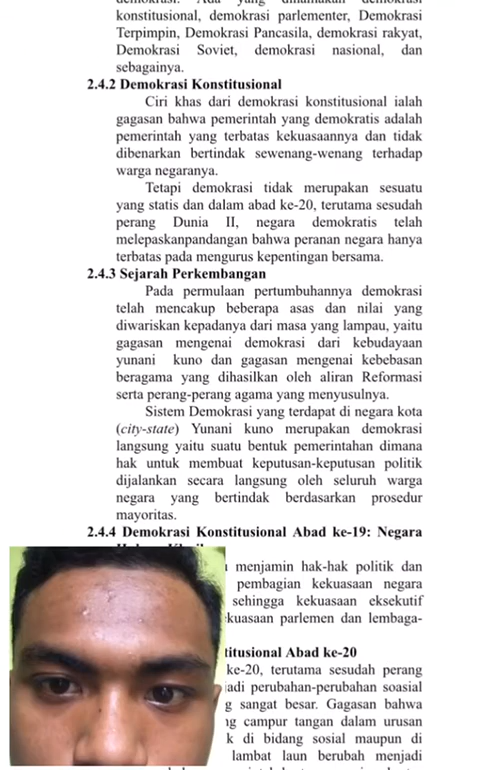 demokrasi. Ada yang dinamakan demokrasi
konstitusional, demokrasi parlementer, Demokrasi
Terpimpin, Demokrasi Pancasila, demokrasi rakyat,
Demokrasi Soviet, demokrasi nasional, dan
sebagainya.
2.4.2 Demokrasi Konstitusional
Ciri khas dari demokrasi konstitusional ialah
gagasan bahwa pemerintah yang demokratis adalah
pemerintah yang terbatas kekuasaannya dan tidak
dibenarkan bertindak sewenang-wenang terhadap
warga negaranya.
Tetapi demokrasi tidak merupakan sesuatu
yang statis dan dalam abad ke-20, terutama sesudah
perang Dunia II, negara demokratis telah
melepaskanpandangan bahwa peranan negara hanya
terbatas pada mengurus kepentingan bersama.
2.4.3 Sejarah Perkembangan
Pada permulaan pertumbuhannya demokrasi
telah mencakup beberapa asas dan nilai yang
diwariskan kepadanya dari masa yang lampau, yaitu
gagasan mengenai demokrasi dari kebudayaan
yunani kuno dan gagasan mengenai kebebasan
beragama yang dihasilkan oleh aliran Reformasi
serta perang-perang agama yang menyusulnya.
Sistem Demokrasi yang terdapat di negara kota
(city-state) Yunani kuno merupakan demokrasi
langsung yaitu suatu bentuk pemerintahan dimana
hak untuk membuat keputusan-keputusan politik
dijalankan secara langsung oleh seluruh warga
negara yang bertindak berdasarkan prosedur
mayoritas.
2.4.4 Demokrasi Konstitusional Abad ke-19: Negara
menjamin hak-hak politik dan
pembagian kekuasaan negara
sehingga kekuasaan eksekutif
kekuasaan parlemen dan lembaga-
titusional Abad ke-20
ke-20, terutama sesudah perang
jadi perubahan-perubahan soasial
g sangat besar. Gagasan bahwa
ng campur tangan dalam urusan
k di bidang sosial maupun di
lambat laun berubah menjadi